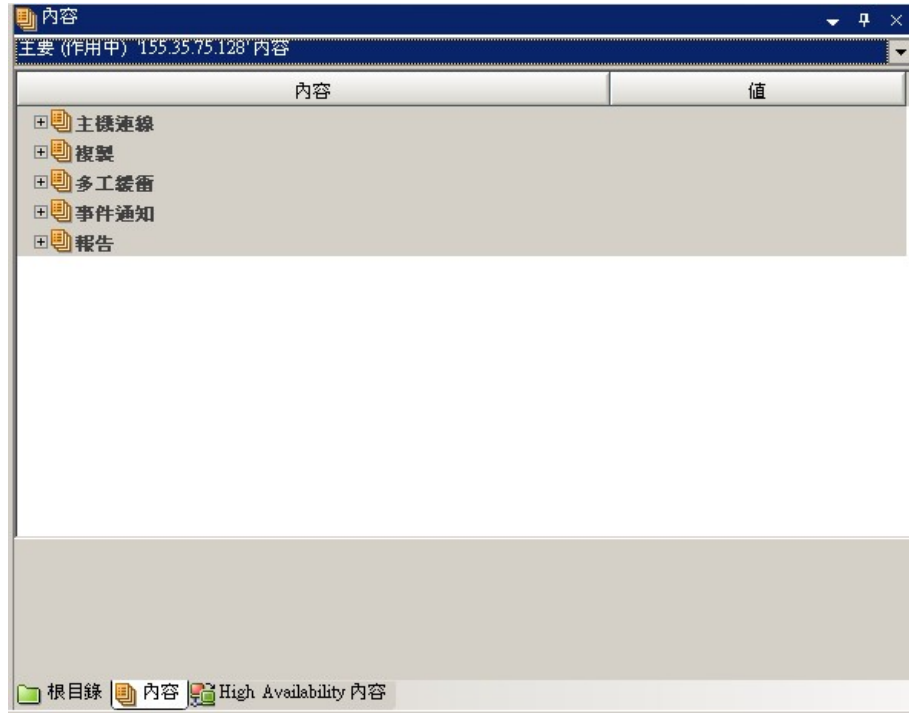 內容
主要 (作用中) '155.35.75.128' 內容
內容 值
主機連線
複製
多工緩衝
事件通知
報告
根目錄 內容 High Availability 內容